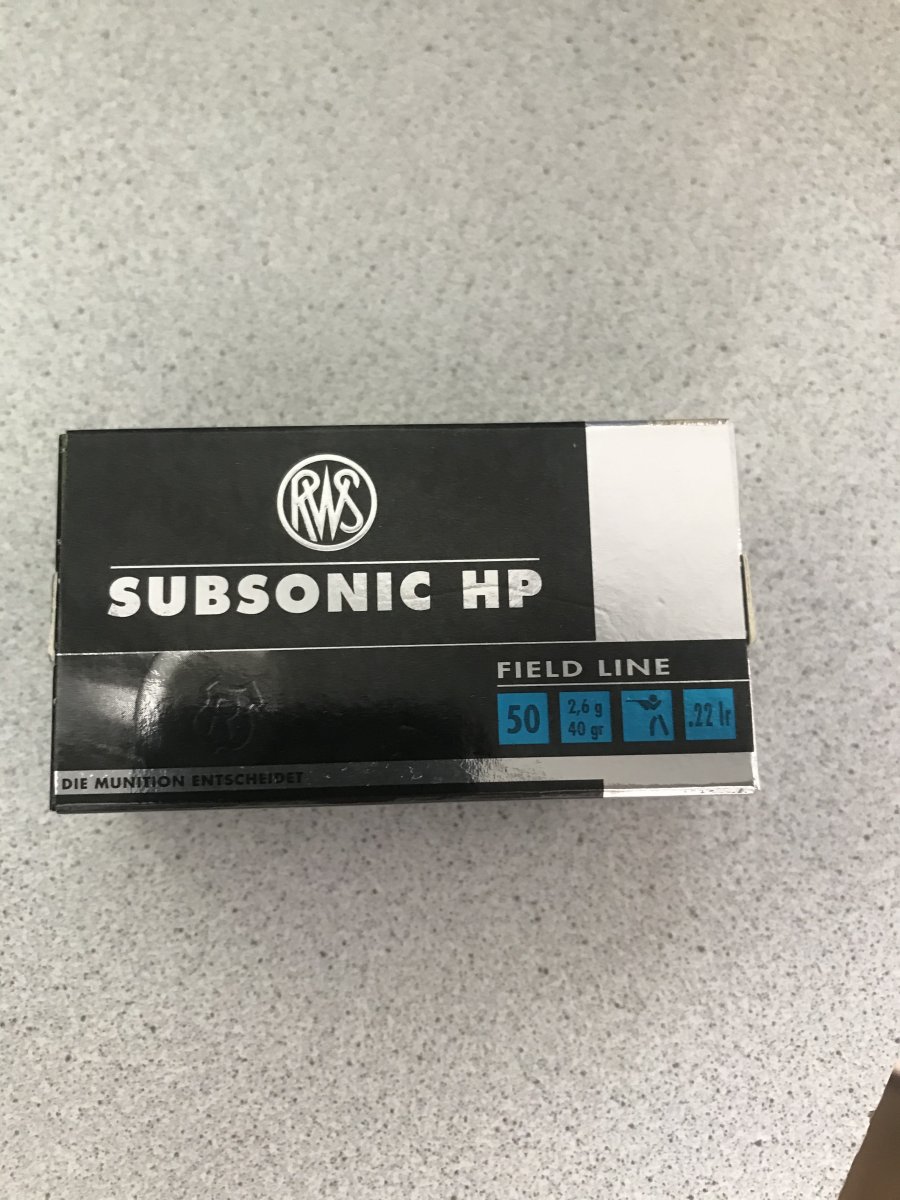 RWS
SUBSONIC HP
FIELD LINE
50
2,6 g
40 gr
.22 lr
DIE MUNITION ENTSCHEIDET